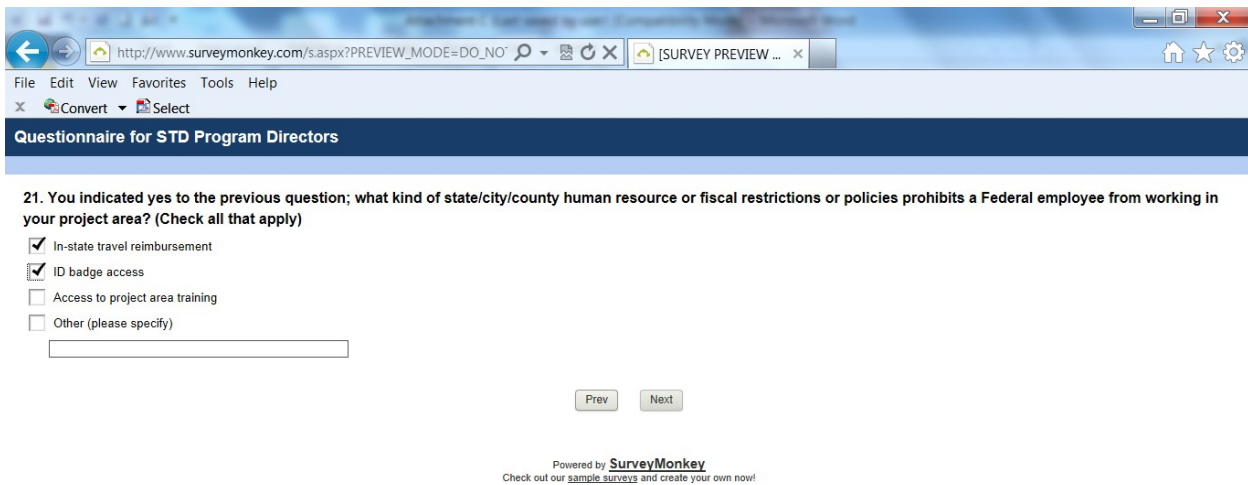 http://www.surveymonkey.com/s.aspx?PREVIEW_MODE=DO_NO
[SURVEY PREVIEW ...
File Edit View Favorites Tools Help
Convert Select
Questionnaire for STD Program Directors
21. You indicated yes to the previous question; what kind of state/city/county human resource or fiscal restrictions or policies prohibits a Federal employee from working in
your project area? (Check all that apply)
In-state travel reimbursement
ID badge access
Access to project area training
Other (please specify)
Prev Next
Powered by SurveyMonkey
Check out our sample surveys and create your own now!